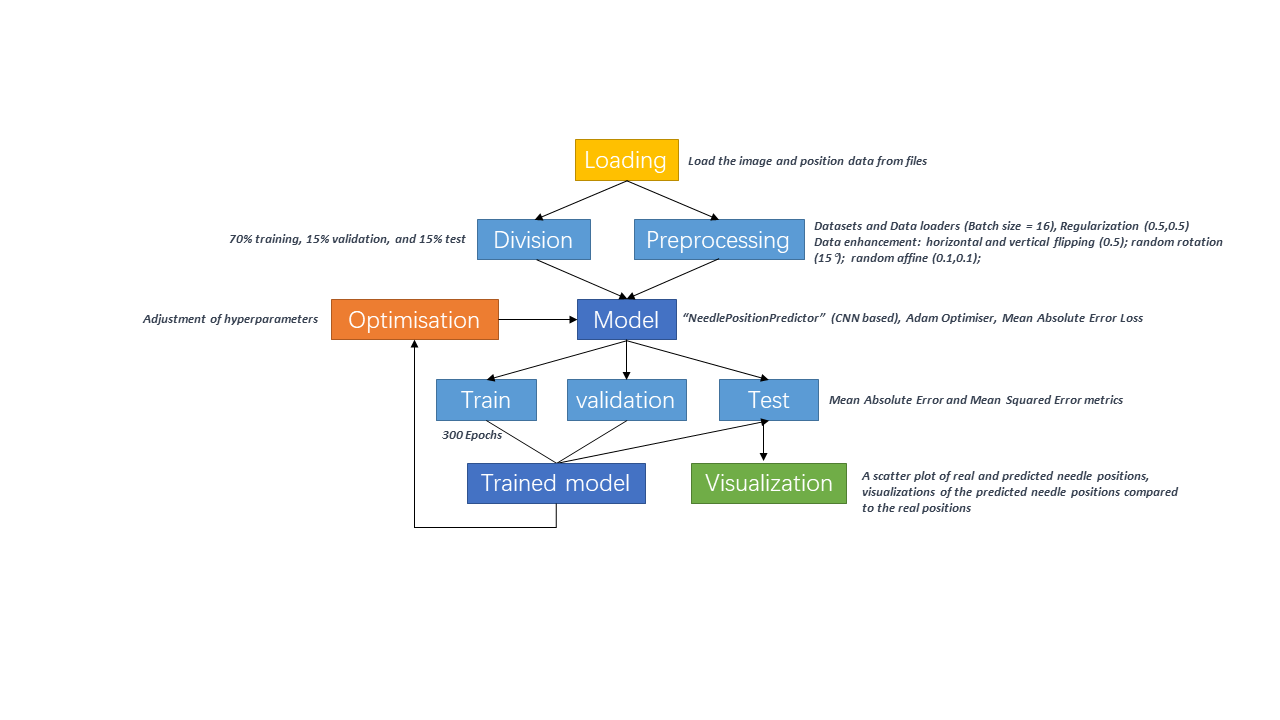 Loading
Load the image and position data from files
70% training, 15% validation, and 15% test
Division
Preprocessing
Datasets and Data loaders (Batch size = 16), Regularization (0.5,0.5)
Data enhancement: horizontal and vertical flipping (0.5); random rotation
(15°); random affine (0.1,0.1);
Adjustment of hyperparameters
Optimisation
Model
“NeedlePositionPredictor” (CNN based), Adam Optimiser, Mean Absolute Error Loss
Train
validation
Test
Mean Absolute Error and Mean Squared Error metrics
300 Epochs
Trained model
Visualization
A scatter plot of real and predicted needle positions,
visualizations of the predicted needle positions compared
to the real positions